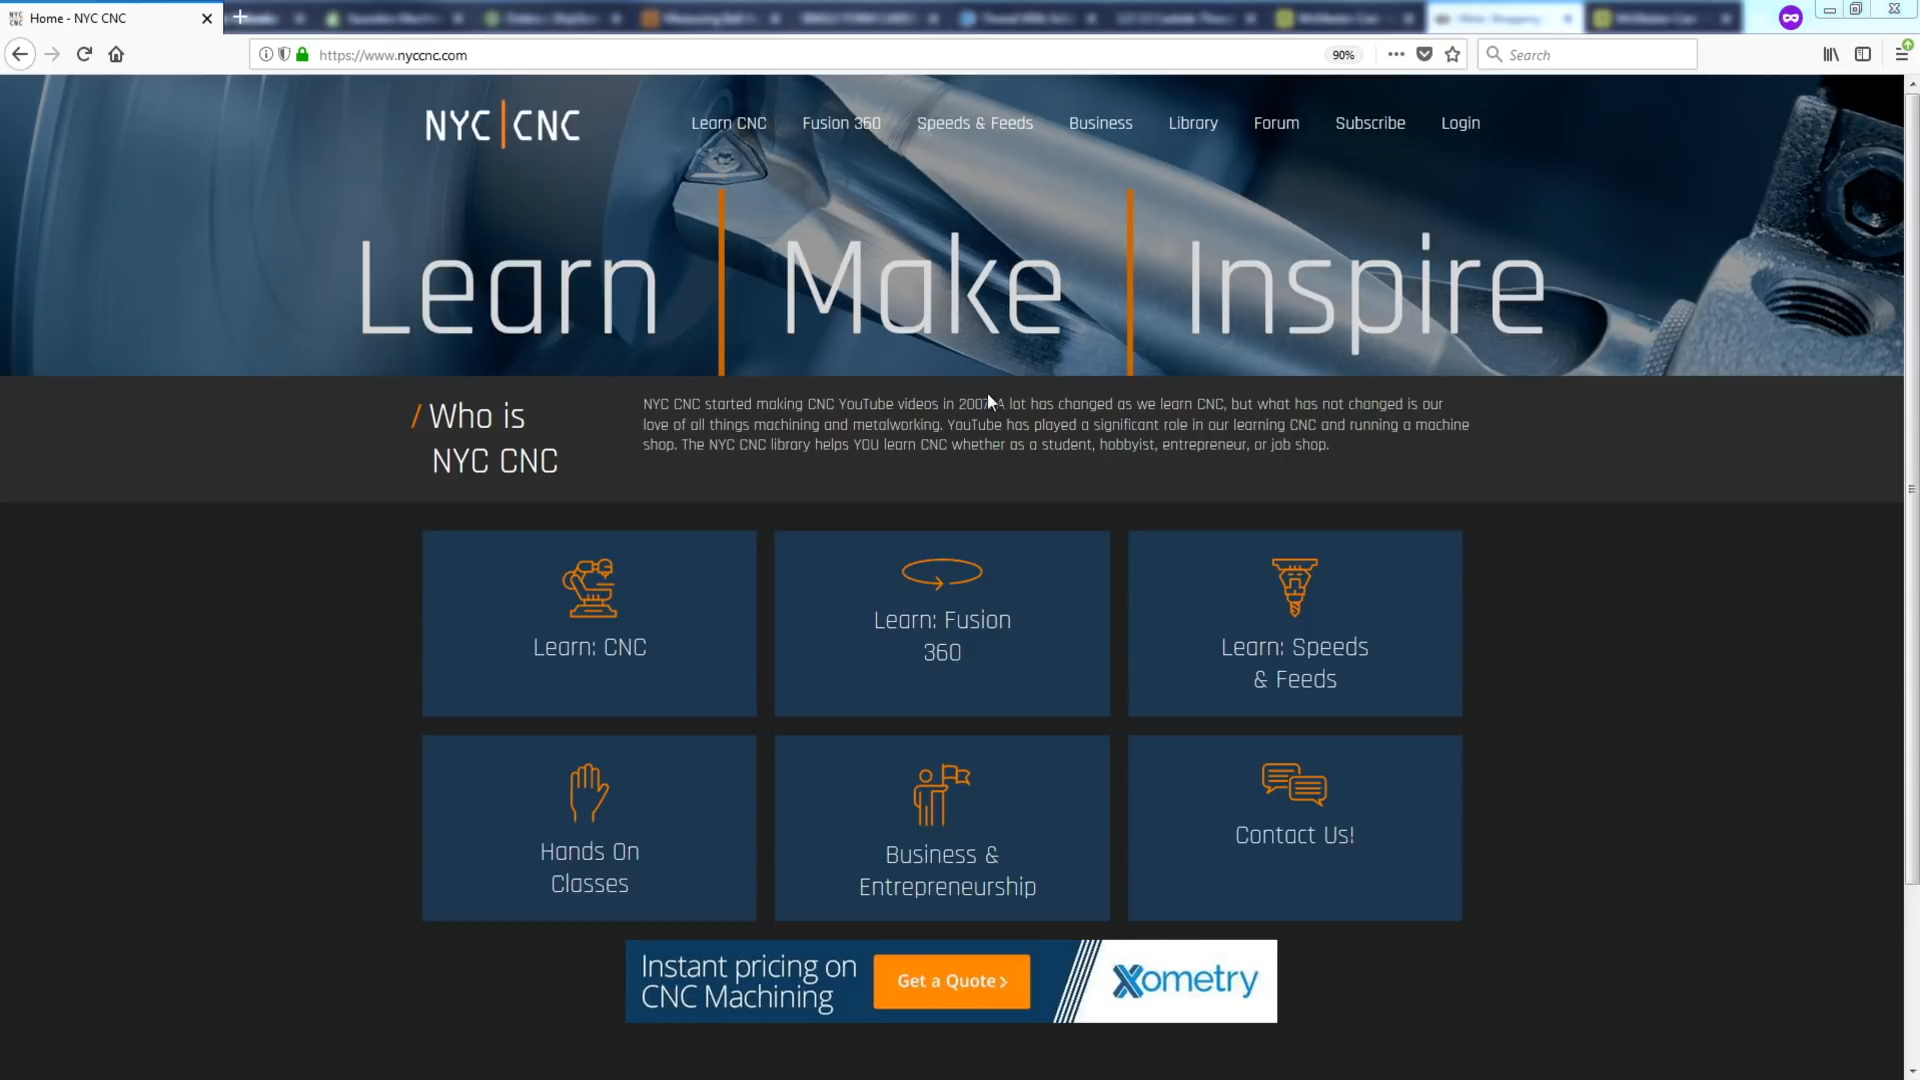 Home - NYC CNC
https://www.nyccnc.com
90%
Search
NYC|CNC
Learn CNC
Fusion 360
Speeds & Feeds
Business
Library
Forum
Subscribe
Login
Learn | Make | Inspire
/ Who is
NYC CNC
NYC CNC started making CNC YouTube videos in 2007. A lot has changed as we learn CNC, but what has not changed is our
love of all things machining and metalworking. YouTube has played a significant role in our learning CNC and running a machine
shop. The NYC CNC library helps YOU learn CNC whether as a student, hobbyist, entrepreneur, or job shop.
Learn: CNC
Learn: Fusion
360
Learn: Speeds
& Feeds
Hands On
Classes
Business &
Entrepreneurship
Contact Us!
Instant pricing on
CNC Machining
Get a Quote >
Xometry